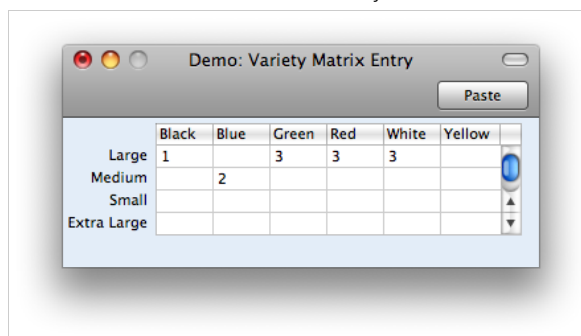 Demo: Variety Matrix Entry
Paste
Black Blue Green Red White Yellow
Large 1 3 3 3
Medium 2
Small
Extra Large